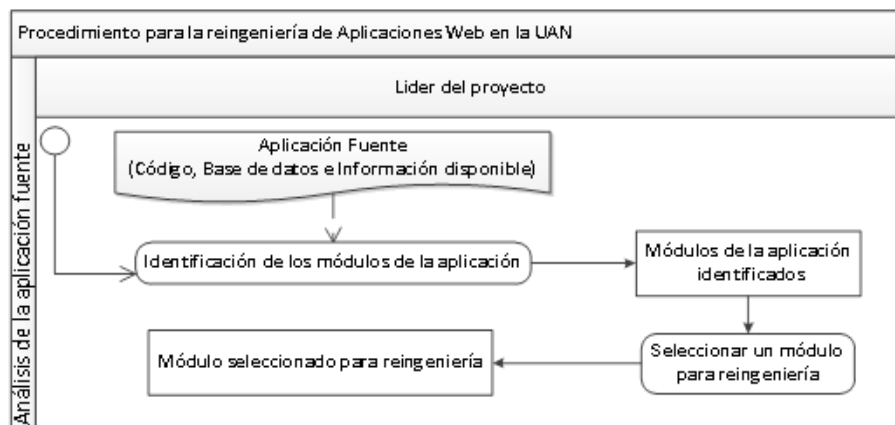 Procedimiento para la reingeniería de Aplicaciones Web en la UAN
Lider del proyecto
Análisis de la aplicación fuente
Aplicación Fuente
(Código, Base de datos e Información disponible)
Identificación de los módulos de la aplicación
Módulos de la aplicación
identificados
Seleccionar un módulo
para reingeniería
Módulo seleccionado para reingeniería